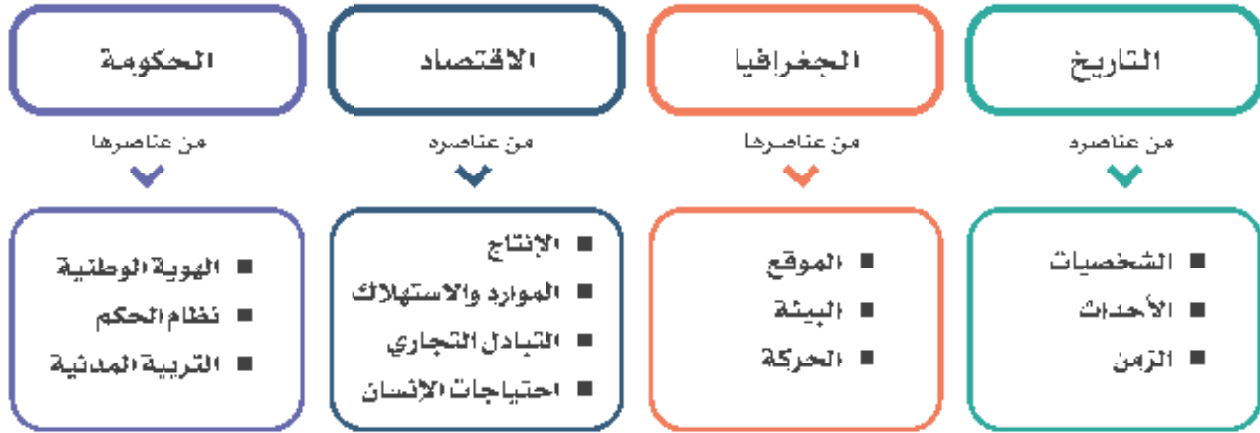 التاريخ
من عناصره
■ الشخصيات
■ الأحداث
■ الزمن
الجغرافيا
من عناصرها
■ الموقع
■ البيئة
■ الحركة
الاقتصاد
من عناصره
■ الإنتاج
■ الموارد والاستهلاك
■ التبادل التجاري
■ احتياجات الإنسان
الحكومة
من عناصرها
■ الهوية الوطنية
■ نظام الحكم
■ التربية المدنية